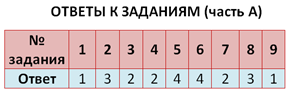 ОТВЕТЫ К ЗАДАНИЯМ (часть А)
№ задания 1 2 3 4 5 6 7 8 9
Ответ 1 3 2 2 4 4 2 3 1